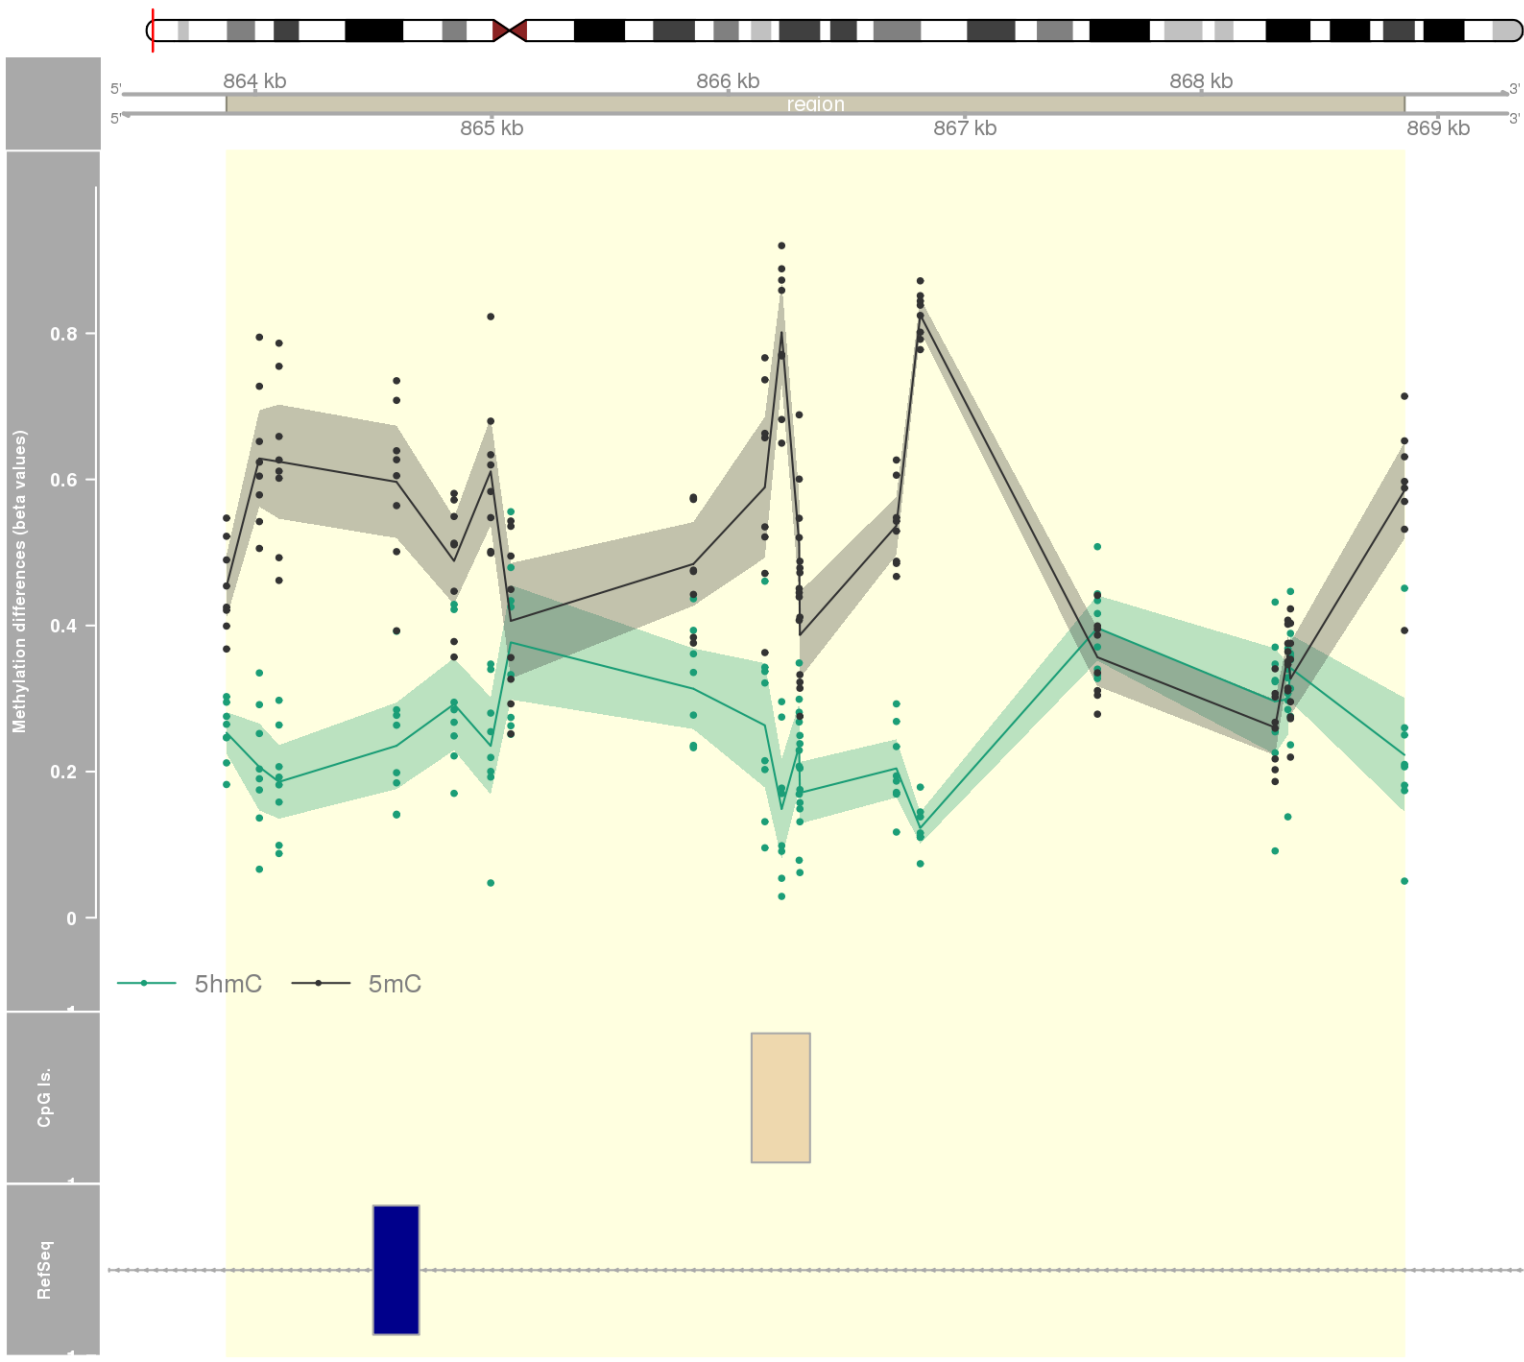 864 kb 866 kb 868 kb
5' 3'
region
5' 3'
865 kb 867 kb 869 kb
Methylation differences (beta values)
0.8
0.6
0.4
0.2
0
5hmC 5mC
CpG Is.
RefSeq